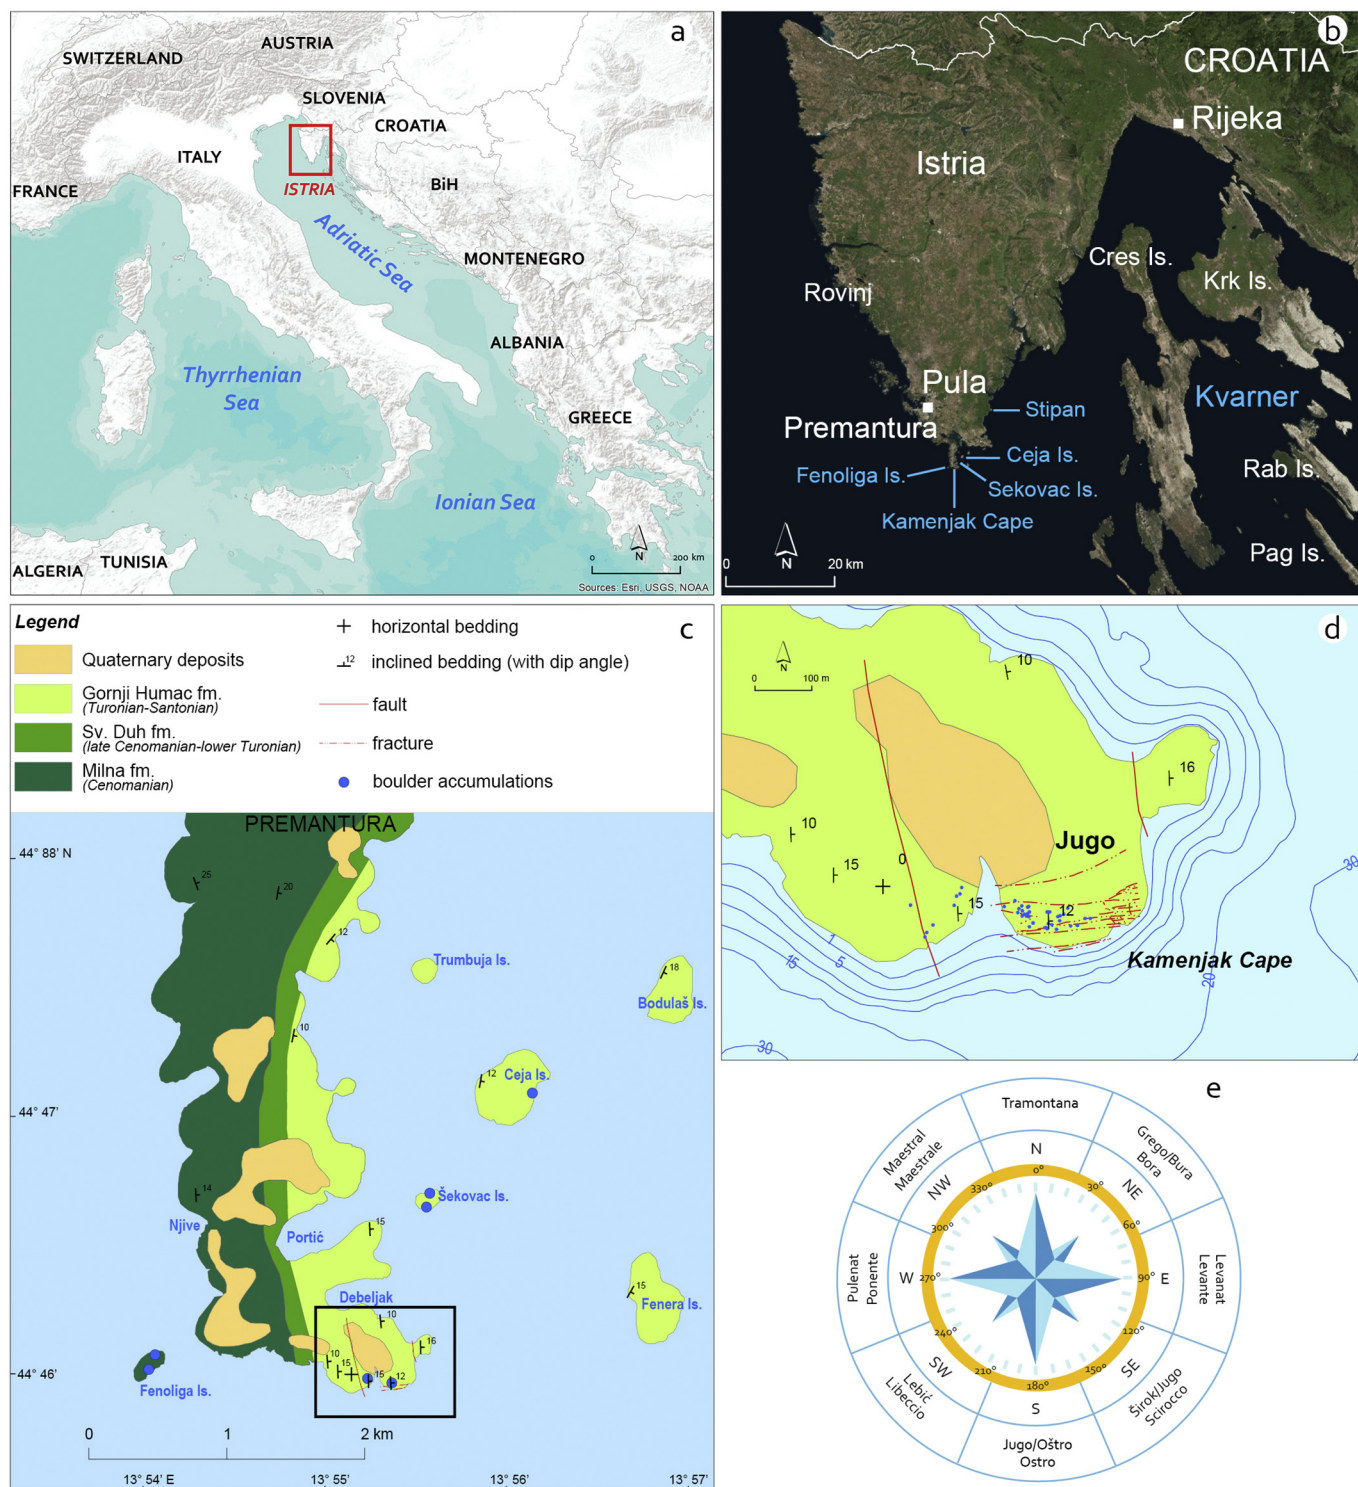 a
SWITZERLAND
AUSTRIA
SLOVENIA
CROATIA
ITALY
FRANCE
ISTRIA
BiH
Adriatic Sea
MONTENEGRO
ALBANIA
Thyrrhenian
Sea
GREECE
Ionian Sea
TUNISIA
ALGERIA
N
0
200 km
Sources: Esri, USGS, NOAA
b
CROATIA
Rijeka
Istria
Cres Is.
Krk Is.
Rovinj
Pula
Kvarner
Stipan
Premantura
Ceja Is.
Fenoliga Is.
Sekovac Is.
Rab Is.
Kamenjak Cape
Pag Is.
N
0
20 km
c
Legend
Quaternary deposits
Gornji Humac fm.
(Turonian-Santonian)
Sv. Duh fm.
(late Cenomanian-lower Turonian)
Milna fm.
(Cenomanian)
horizontal bedding
12
inclined bedding (with dip angle)
fault
fracture
boulder accumulations
PREMANTURA
44° 88' N
25
20
12
Trumbuja Is.
18
Bodulaš Is.
10
12
Ceja Is.
44° 47'
14
Šekovac Is.
Njive
Portić
15
15
Fenera Is.
Debeljak
10
16
10
15
15
12
44° 46'
Fenoliga Is.
0
1
2 km
13° 54' E
13° 55'
13° 56'
13° 57'
d
N
0
100 m
10
16
10
Jugo
0
15
15
12
30
1
5
15
Kamenjak Cape
20
30
e
Tramontana
Grego/Bura
Bora
Levanat
Levante
Širok/Jugo
Scirocco
Jugo/Oštro
Ostro
Lebić
Libeccio
Pulenat
Ponente
Maestral
Maestrale
N
NE
E
SE
S
SW
W
NW
0°
30°
60°
90°
120°
150°
180°
210°
240°
270°
300°
330°